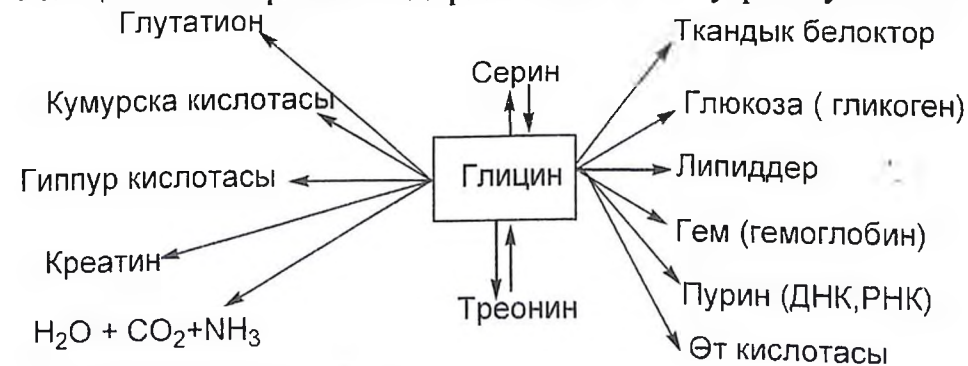 Глутатион
Кумурска кислотасы
Гиппур кислотасы
Креатин
H₂O + CO₂+NH₃
Серин
Глицин
Треонин
Ткандык белоктор
Глюкоза ( гликоген)
Липиддер
Гем (гемоглобин)
Пурин (ДНК,РНК)
Өт кислотасы